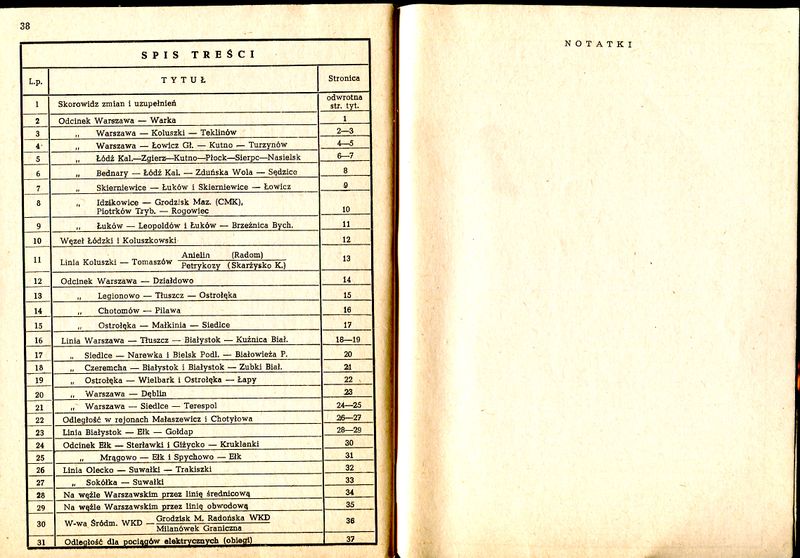 38
SPIS TREŚCI
L.p. TYTUŁ Stronica
1 Skorowidz zmian i uzupełnień odwrotna str. tyt.
2 Odcinek Warszawa — Warka 1
3 „ Warszawa — Koluszki — Teklinów 2—3
4 „ Warszawa — Łowicz Gł. — Kutno — Turzynów 4—5
5 „ Łódź Kal.—Zgierz—Kutno—Płock—Sierpc—Nasielsk 6—7
6 „ Bednary — Łódź Kal. — Zduńska Wola — Sędzice 8
7 „ Skierniewice — Łuków i Skierniewice — Łowicz 9
8 „ Idzikowice — Grodzisk Maz. (CMK),
Piotrków Tryb. — Rogowiec 10
9 „ Łuków — Leopoldów i Łuków — Brzeźnica Bych. 11
10 Węzeł Łódzki i Koluszkowski 12
11 Linia Koluszki — Tomaszów Anielin (Radom) 13
Petrykozy (Skarżysko K.)
12 Odcinek Warszawa — Działdowo 14
13 „ Legionowo — Tłuszcz — Ostrołęka 15
14 „ Chotomów — Pilawa 16
15 „ Ostrołęka — Małkinia — Siedlce 17
16 Linia Warszawa — Tłuszcz — Białystok — Kuźnica Biał. 18—19
17 „ Siedlce — Narewka i Bielsk Podl. — Białowieża P. 20
18 „ Czeremcha — Białystok i Białystok — Zubki Biał. 21
19 „ Ostrołęka — Wielbark i Ostrołęka — Łapy 22
20 „ Warszawa — Dęblin 23
21 „ Warszawa — Siedlce — Terespol 24—25
22 Odległość w rejonach Małaszewicz i Chotyłowa 26—27
23 Linia Białystok — Ełk — Gołdap 28—29
24 Odcinek Ełk — Sterławki i Giżycko — Kruklanki 30
25 „ Mrągowo — Ełk i Spychowo — Ełk 31
26 Linia Olecko — Suwałki — Trakiszki 32
27 „ Sokółka — Suwałki 33
28 Na węźle Warszawskim przez linię średnicową 34
29 Na węźle Warszawskim przez linię obwodową 35
30 W-wa Śródm. WKD — Grodzisk M. Radońska WKD 36
Milanówek Graniczna
31 Odległość dla pociągów elektrycznych (obiegi) 37
NOTATKI